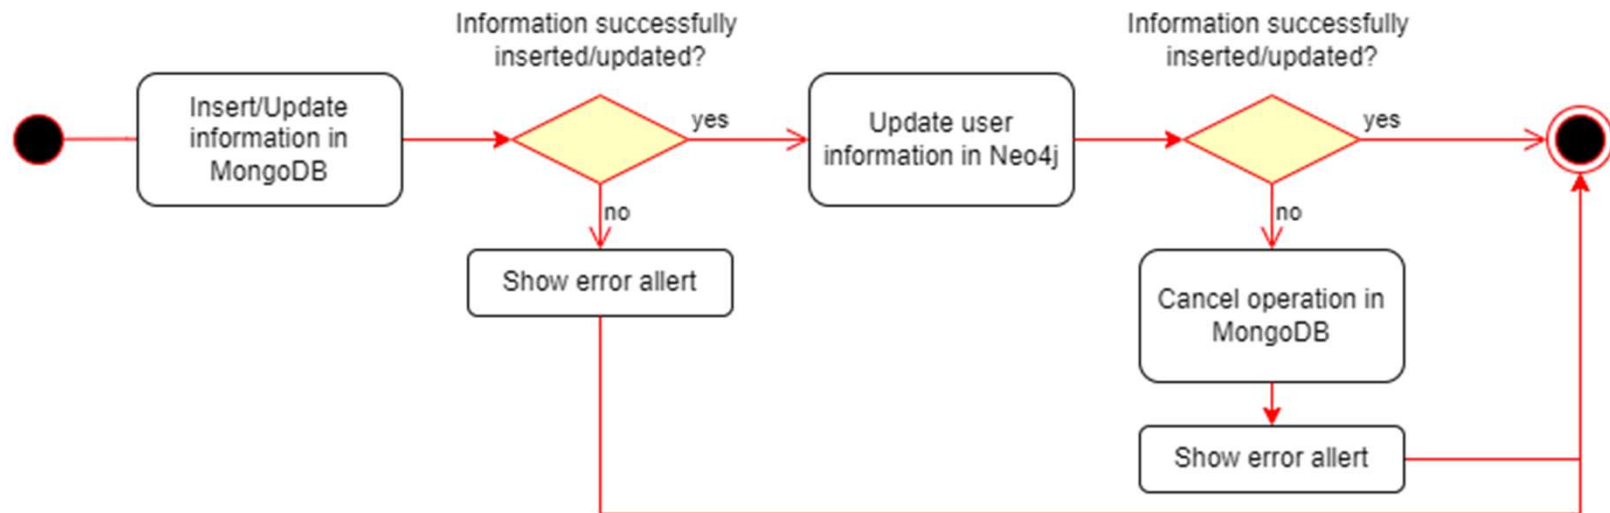 Information successfully
inserted/updated?
Information successfully
inserted/updated?
Insert/Update
information in
MongoDB
yes
Update user
information in Neo4j
yes
no
no
Show error allert
Cancel operation in
MongoDB
Show error allert